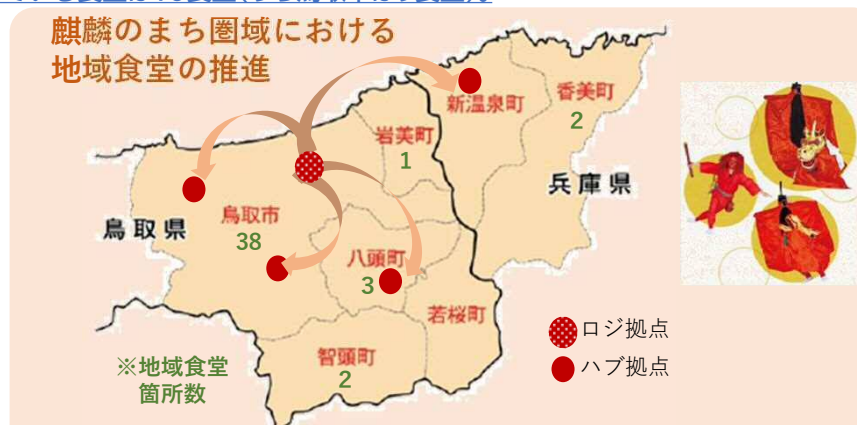 麒麟のまち圏域における
地域食堂の推進
新温泉町
香美町
2
岩美町
1
兵庫県
鳥取県
鳥取市
38
八頭町
3
若桜町
智頭町
2
※地域食堂
箇所数
ロジ拠点
ハブ拠点